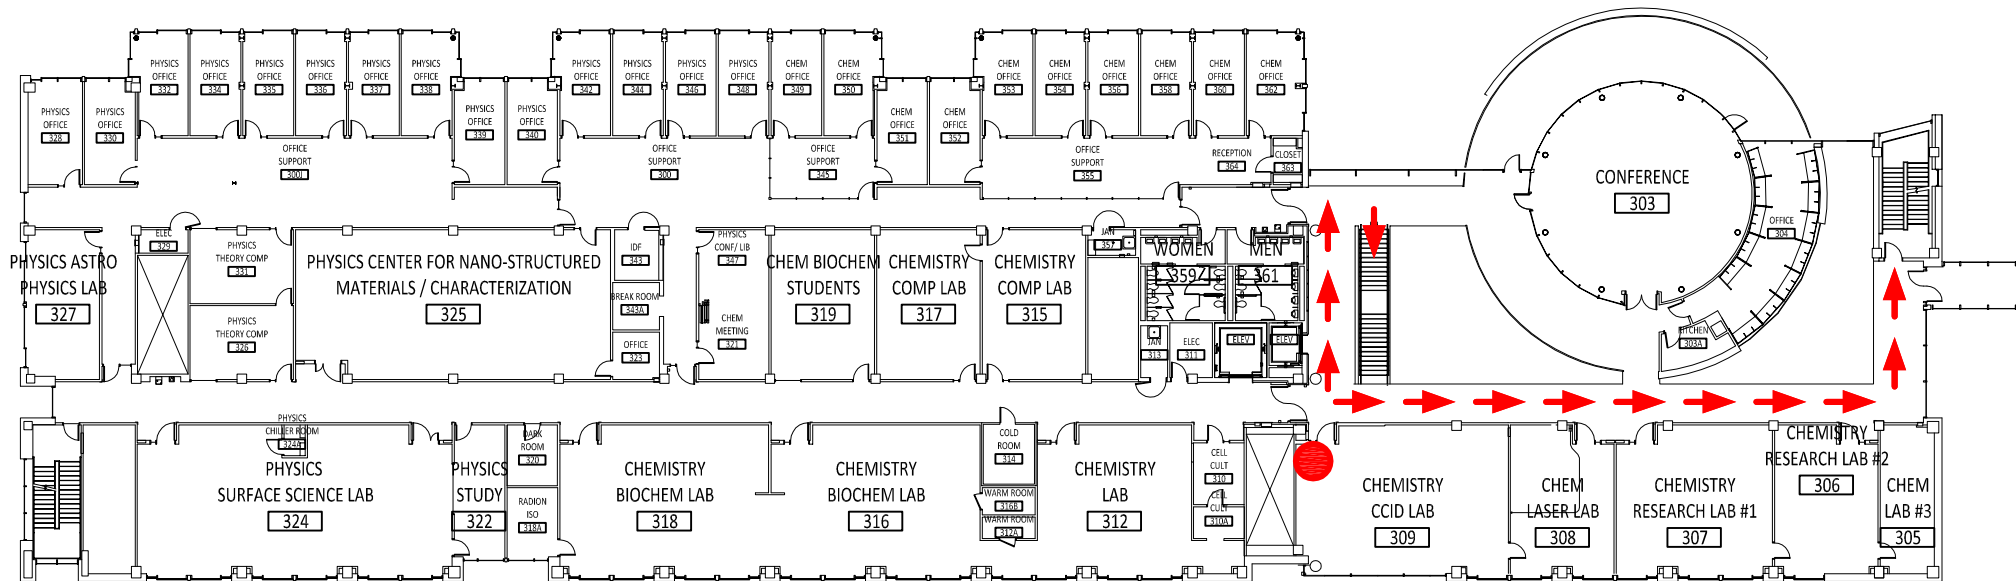 PHYSICS
OFFICE
332
PHYSICS
OFFICE
334
PHYSICS
OFFICE
335
PHYSICS
OFFICE
336
PHYSICS
OFFICE
337
PHYSICS
OFFICE
338
PHYSICS
OFFICE
342
PHYSICS
OFFICE
344
PHYSICS
OFFICE
346
PHYSICS
OFFICE
348
CHEM
OFFICE
349
CHEM
OFFICE
350
CHEM
OFFICE
353
CHEM
OFFICE
354
CHEM
OFFICE
356
CHEM
OFFICE
358
CHEM
OFFICE
360
CHEM
OFFICE
362
PHYSICS
OFFICE
328
PHYSICS
OFFICE
330
PHYSICS
OFFICE
339
PHYSICS
OFFICE
340
CHEM
OFFICE
351
CHEM
OFFICE
352
OFFICE
SUPPORT
300J
OFFICE
SUPPORT
300
OFFICE
SUPPORT
345
OFFICE
SUPPORT
355
RECEPTION
364
CLOSET
363
CONFERENCE
303
OFFICE
304
KITCHEN
303A
PHYSICS ASTRO
PHYSICS LAB
327
ELEC
329
PHYSICS
THEORY COMP
331
PHYSICS
THEORY COMP
326
PHYSICS CENTER FOR NANO-STRUCTURED
MATERIALS / CHARACTERIZATION
325
IDF
343
BREAK ROOM
343A
OFFICE
323
PHYSICS
CONF/ LIB
347
CHEM
MEETING
321
CHEM BIOCHEM
STUDENTS
319
CHEMISTRY
COMP LAB
317
CHEMISTRY
COMP LAB
315
JAN
357
WOMEN
359
MEN
361
JAN
313
ELEC
311
ELEV
ELEV
PHYSICS
CHILLER ROOM
324A
PHYSICS
SURFACE SCIENCE LAB
324
PHYSICS
STUDY
322
DARK
ROOM
320
RADION
ISO
318A
CHEMISTRY
BIOCHEM LAB
318
CHEMISTRY
BIOCHEM LAB
316
COLD
ROOM
314
WARM ROOM
316B
WARM ROOM
312A
CHEMISTRY
LAB
312
CELL
CULT
310
CELL
CULT
310A
CHEMISTRY
CCID LAB
309
CHEM
LASER LAB
308
CHEMISTRY
RESEARCH LAB #1
307
CHEMISTRY
RESEARCH LAB #2
306
CHEM
LAB #3
305